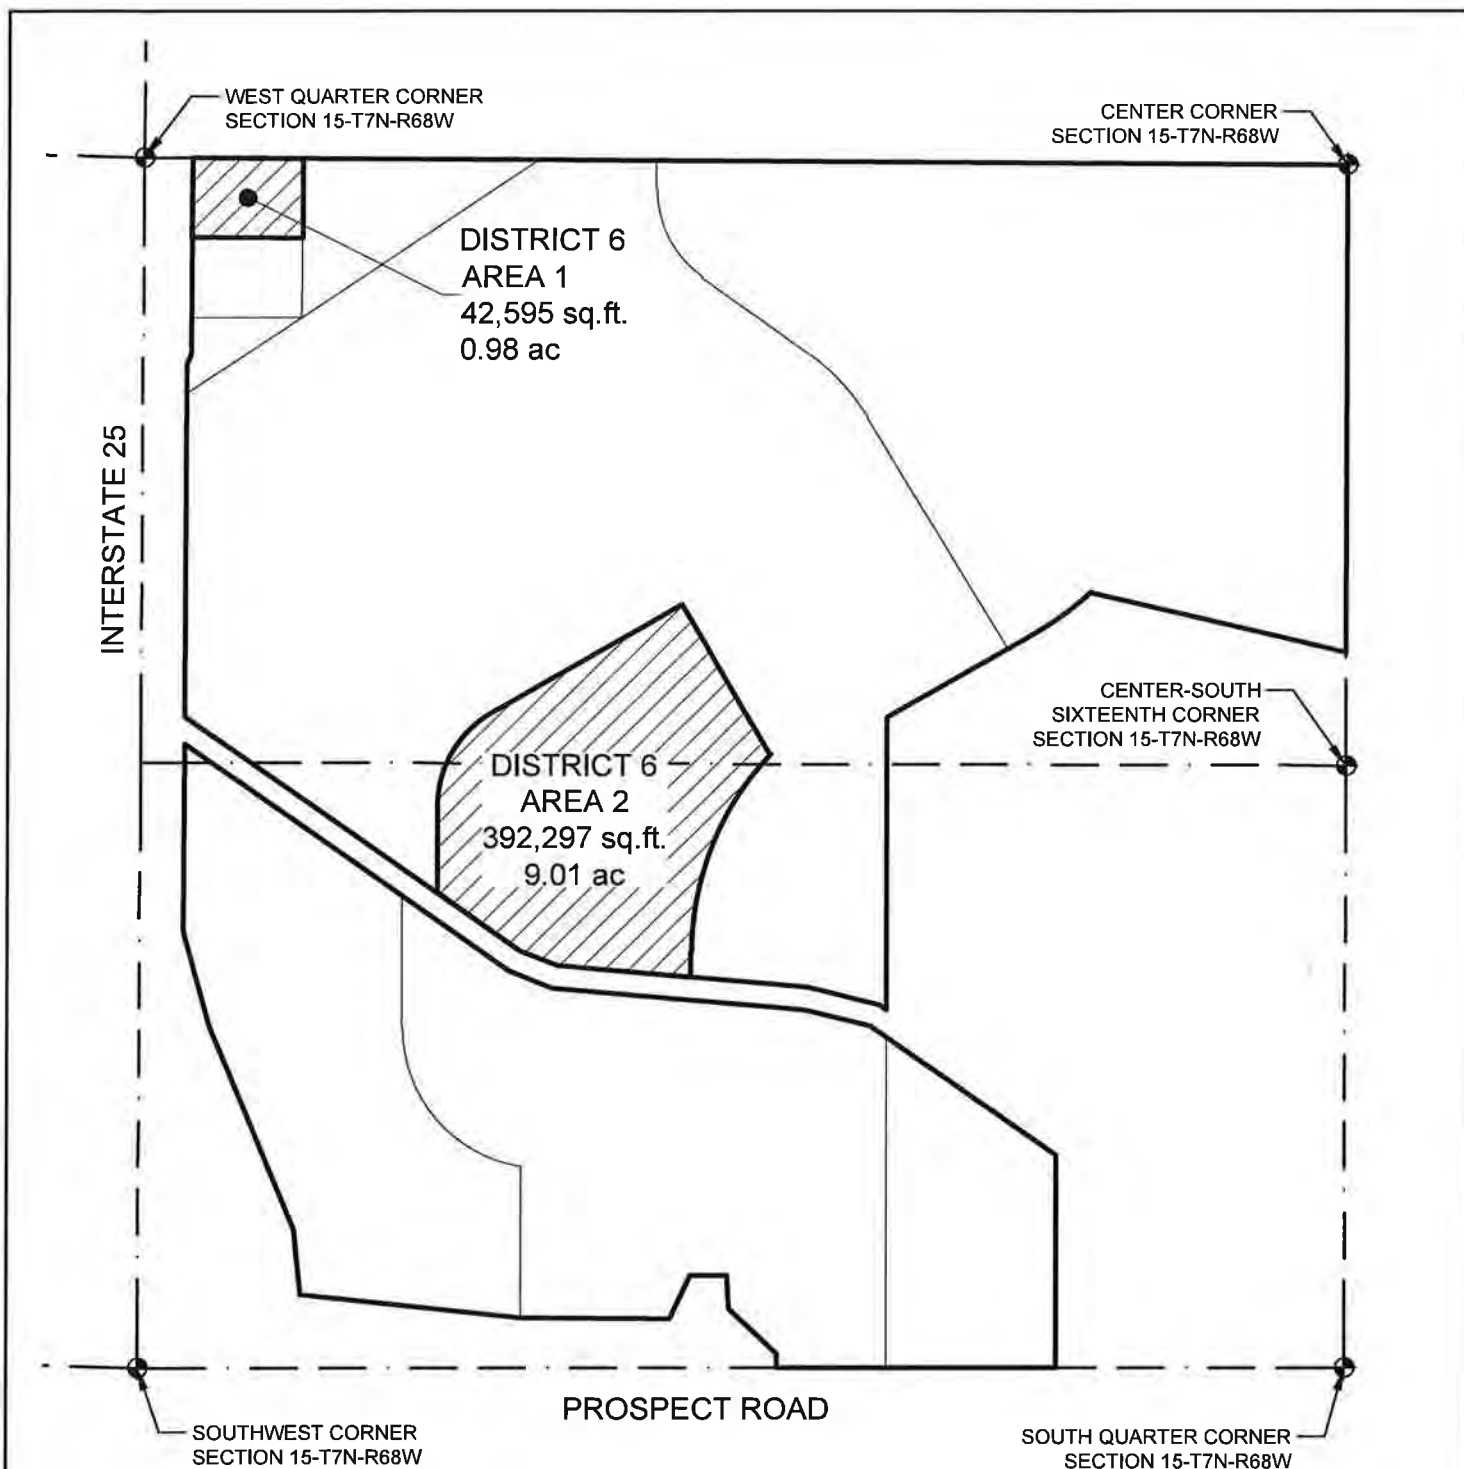 WEST QUARTER CORNER
SECTION 15-T7N-R68W
CENTER CORNER
SECTION 15-T7N-R68W
DISTRICT 6
AREA 1
42,595 sq.ft.
0.98 ac
INTERSTATE 25
CENTER-SOUTH
SIXTEENTH CORNER
SECTION 15-T7N-R68W
DISTRICT 6
AREA 2
392,297 sq.ft.
9.01 ac
PROSPECT ROAD
SOUTHWEST CORNER
SECTION 15-T7N-R68W
SOUTH QUARTER CORNER
SECTION 15-T7N-R68W